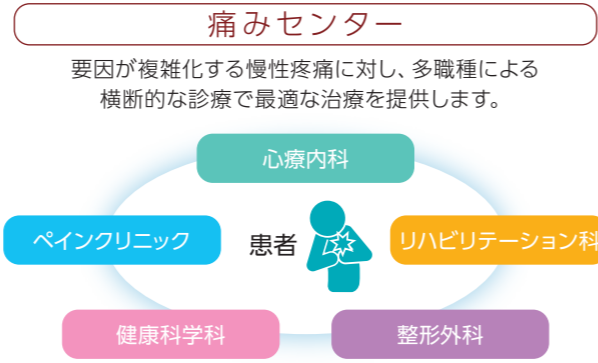 痛みセンター
要因が複雑化する慢性疼痛に対し、多職種による
横断的な診療で最適な治療を提供します。
心療内科
ペインクリニック
患者
リハビリテーション科
健康科学科
整形外科